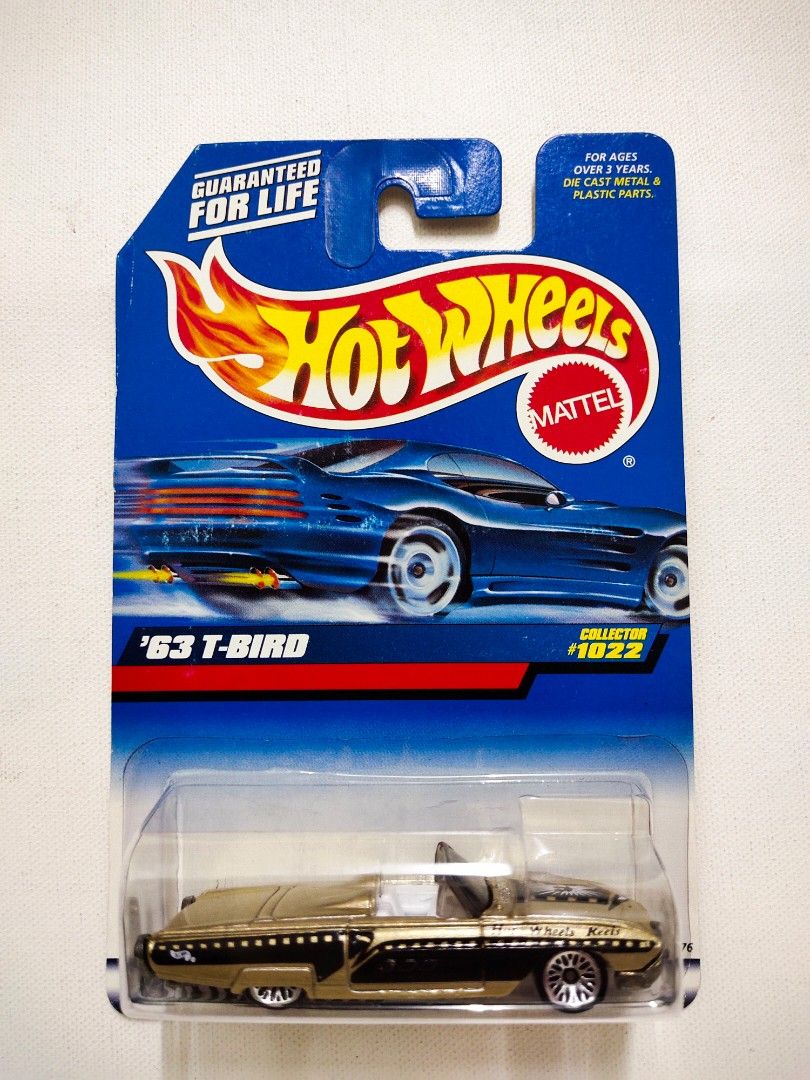 GUARANTEED
FOR LIFE
FOR AGES
OVER 3 YEARS.
DIE CAST METAL &
PLASTIC PARTS.
HOT WHEELS
MATTEL
®
'63 T-BIRD
COLLECTOR
#1022
Hot Wheels Reels
76